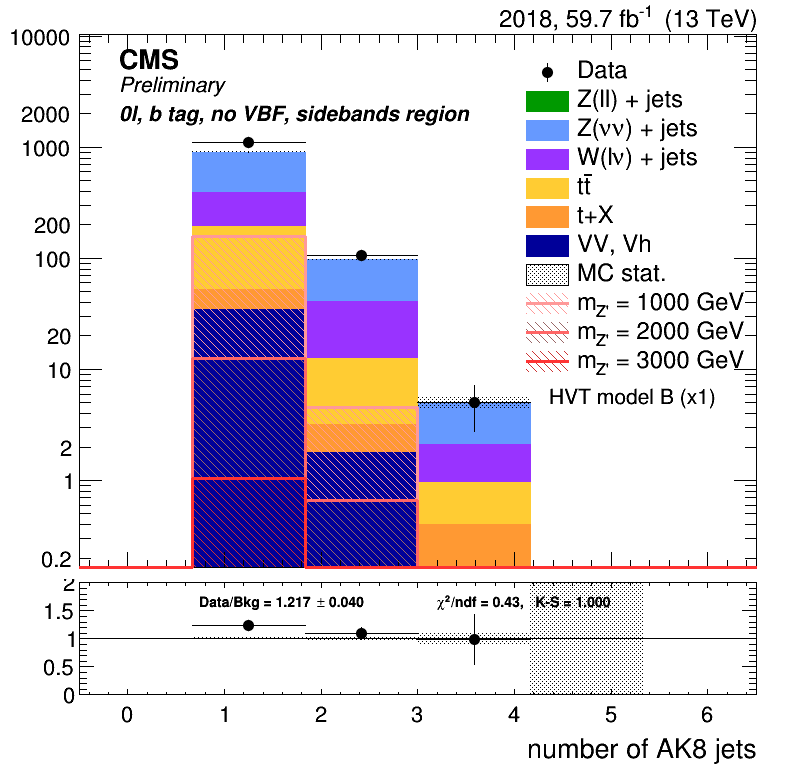 2018, 59.7 fb⁻¹ (13 TeV)
CMS
Preliminary
0l, b tag, no VBF, sidebands region
Data
Z(ll) + jets
Z(νν) + jets
W(lν) + jets
tt̄
t+X
VV, Vh
MC stat.
m_Z' = 1000 GeV
m_Z' = 2000 GeV
m_Z' = 3000 GeV
HVT model B (x1)
10000
2000
1000
200
100
20
10
2
1
0.2
Data/Bkg = 1.217 ± 0.040 χ²/ndf = 0.43, K-S = 1.000
2
1.5
1
0.5
0
0 1 2 3 4 5 6
number of AK8 jets